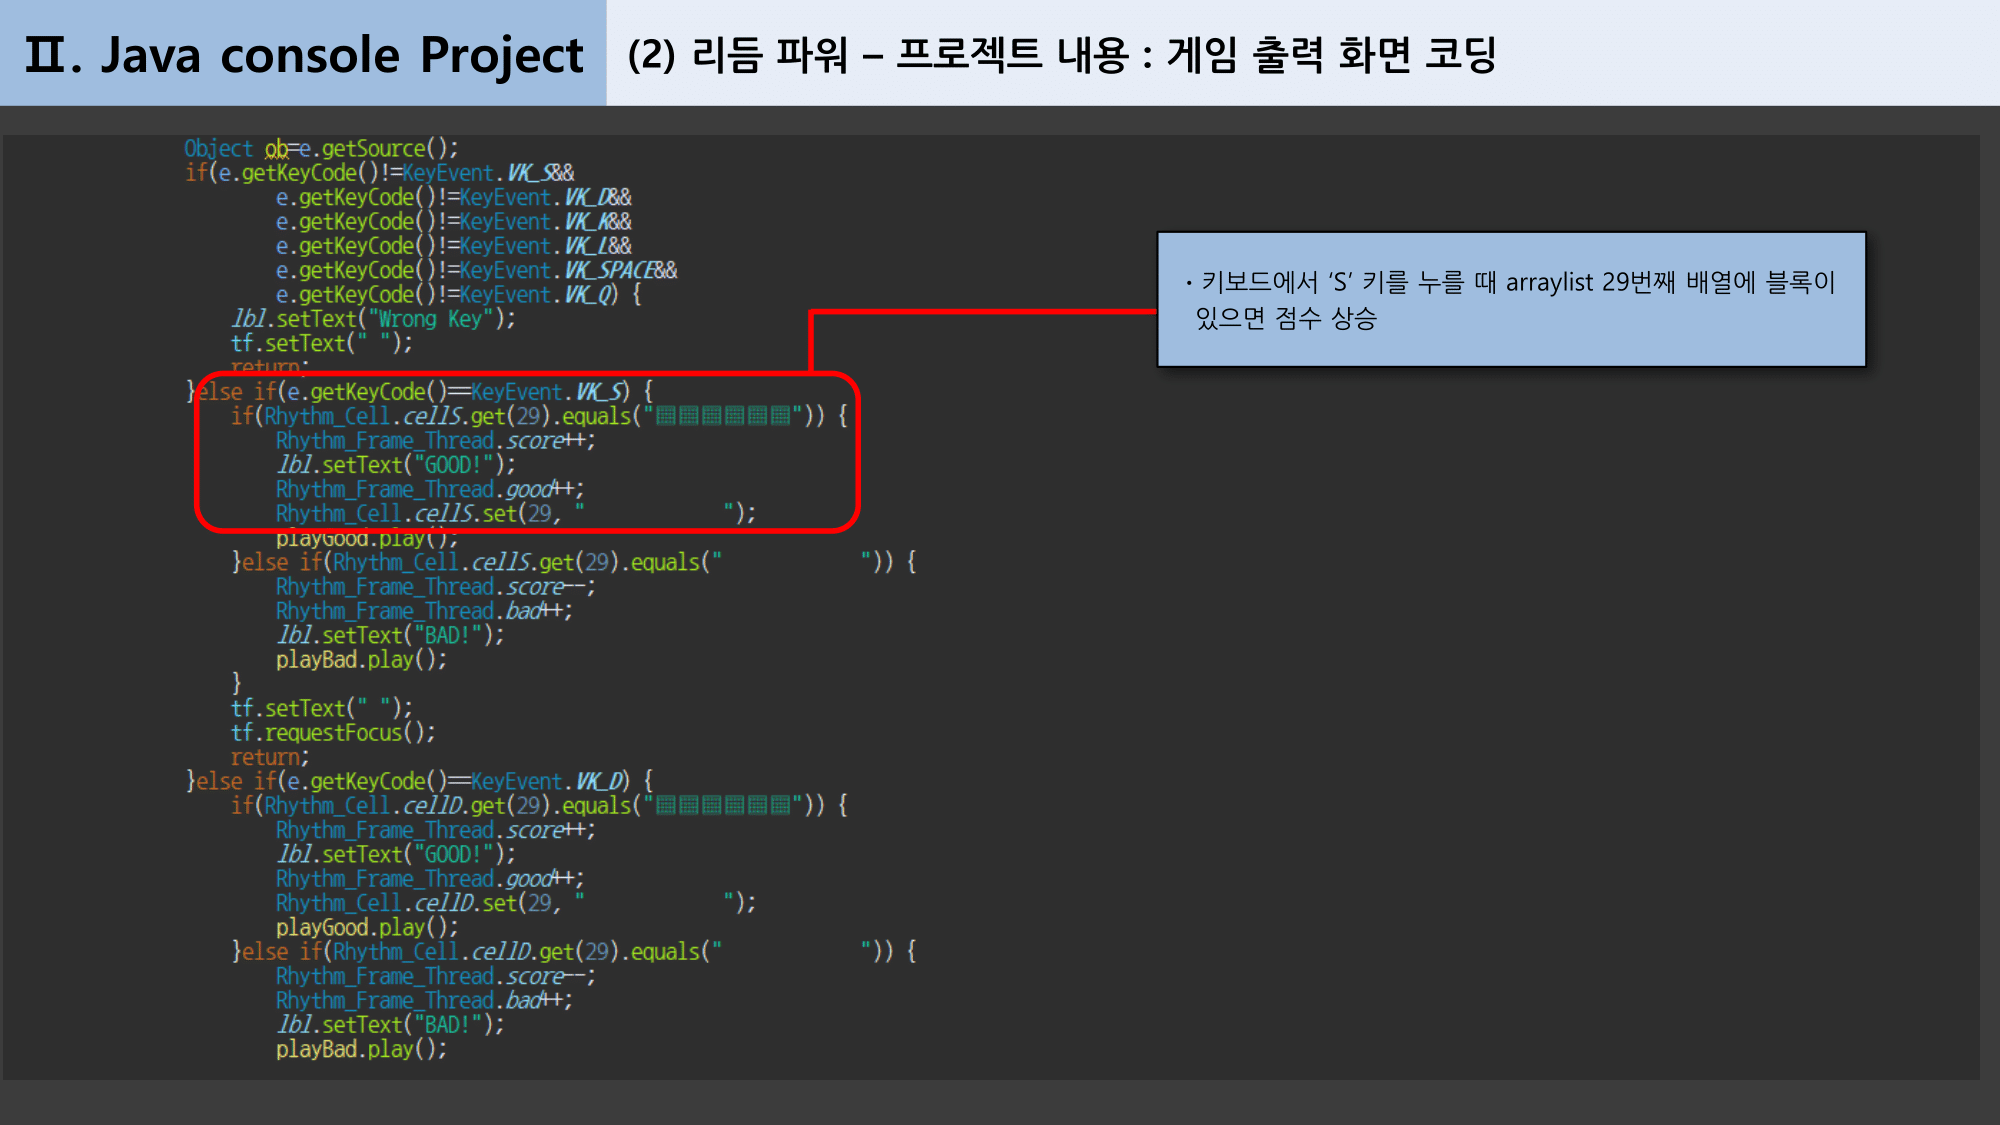 Ⅱ. Java console Project
(2) 리듬 파워 – 프로젝트 내용 : 게임 출력 화면 코딩
Object ob=e.getSource();
if(e.getKeyCode()!=KeyEvent.VK_S&&
e.getKeyCode()!=KeyEvent.VK_D&&
e.getKeyCode()!=KeyEvent.VK_K&&
e.getKeyCode()!=KeyEvent.VK_L&&
e.getKeyCode()!=KeyEvent.VK_SPACE&&
e.getKeyCode()!=KeyEvent.VK_Q) {
lbl.setText("Wrong Key");
tf.setText(" ");
return;
}else if(e.getKeyCode()==KeyEvent.VK_S) {
if(Rhythm_Cell.cellS.get(29).equals("▦▦▦▦▦▦")) {
Rhythm_Frame_Thread.score++;
lbl.setText("GOOD!");
Rhythm_Frame_Thread.good++;
Rhythm_Cell.cellS.set(29, "            ");
playGood.play();
}else if(Rhythm_Cell.cellS.get(29).equals("            ")) {
Rhythm_Frame_Thread.score--;
Rhythm_Frame_Thread.bad++;
lbl.setText("BAD!");
playBad.play();
}
tf.setText(" ");
tf.requestFocus();
return;
}else if(e.getKeyCode()==KeyEvent.VK_D) {
if(Rhythm_Cell.cellD.get(29).equals("▦▦▦▦▦▦")) {
Rhythm_Frame_Thread.score++;
lbl.setText("GOOD!");
Rhythm_Frame_Thread.good++;
Rhythm_Cell.cellD.set(29, "            ");
playGood.play();
}else if(Rhythm_Cell.cellD.get(29).equals("            ")) {
Rhythm_Frame_Thread.score--;
Rhythm_Frame_Thread.bad++;
lbl.setText("BAD!");
playBad.play();
· 키보드에서 ‘S’ 키를 누를 때 arraylist 29번째 배열에 블록이
있으면 점수 상승